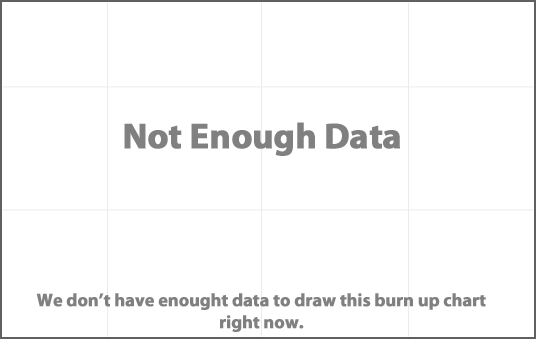 Not Enough Data
We don’t have enought data to draw this burn up chart
right now.